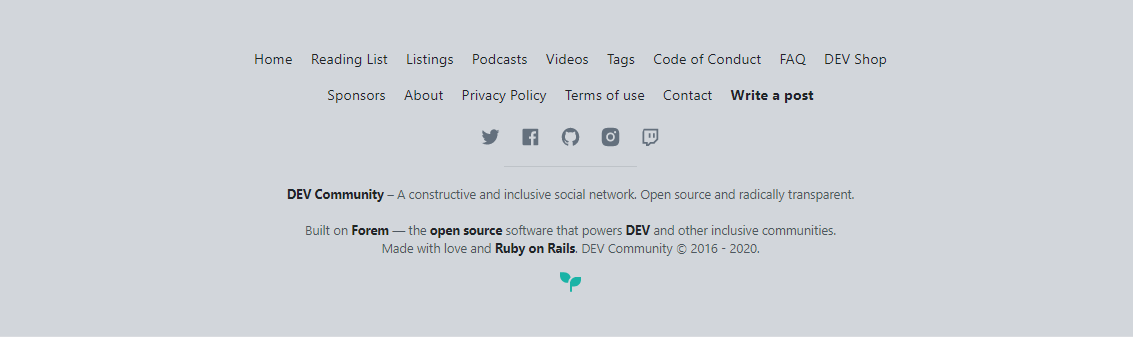 Home Reading List Listings Podcasts Videos Tags Code of Conduct FAQ DEV Shop
Sponsors About Privacy Policy Terms of use Contact Write a post
DEV Community – A constructive and inclusive social network. Open source and radically transparent.
Built on Forem — the open source software that powers DEV and other inclusive communities.
Made with love and Ruby on Rails. DEV Community © 2016 - 2020.